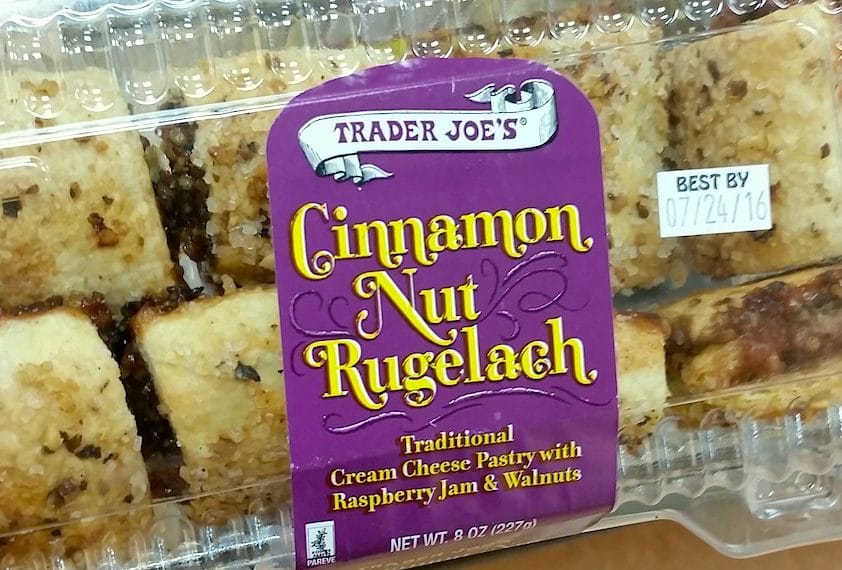 TRADER JOE'S®
BEST BY
07/24/16
Cinnamon
Nut
Rugelach
Traditional
Cream Cheese Pastry with
Raspberry Jam & Walnuts
NET WT. 8 OZ (227g)
PAREVE